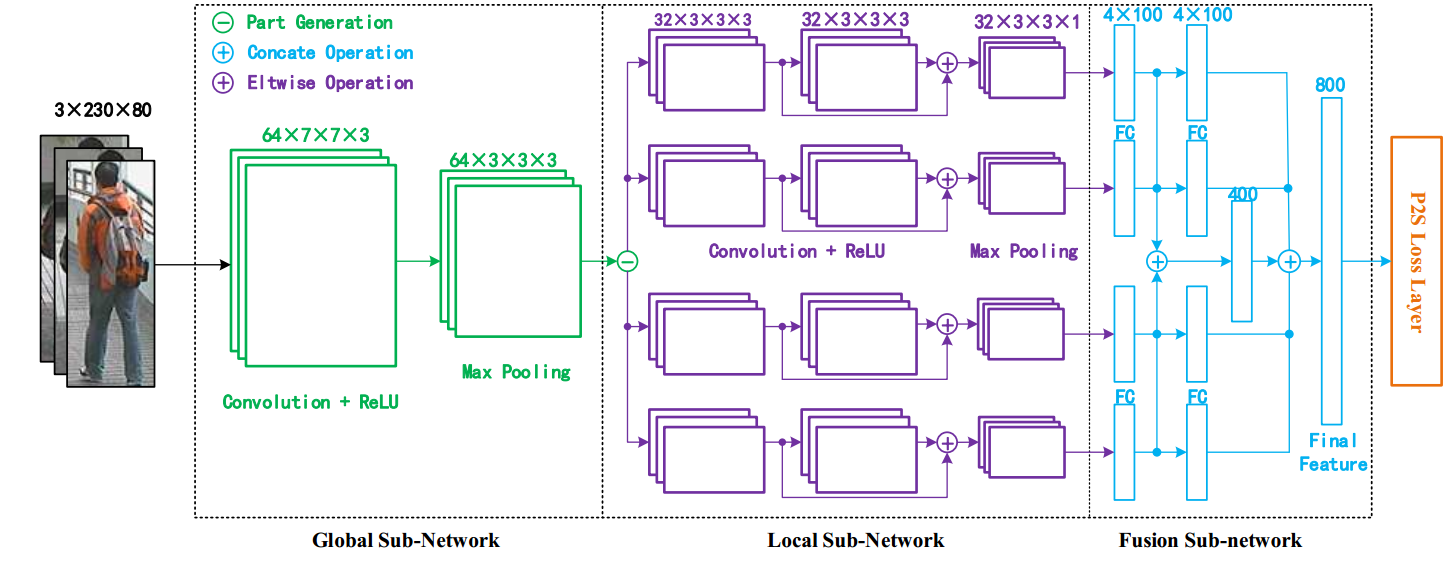 Part Generation
Concate Operation
Eltwise Operation
3×230×80
64×7×7×3
64×3×3×3
Max Pooling
Convolution + ReLU
Global Sub-Network
32×3×3×3
32×3×3×3
32×3×3×1
Convolution + ReLU
Max Pooling
Local Sub-Network
4×100
4×100
FC
FC
400
FC
FC
800
Final
Feature
Fusion Sub-network
P2S Loss Layer